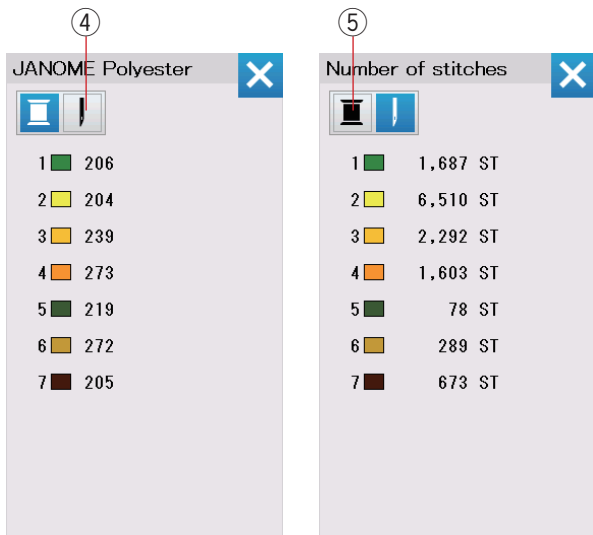 ④
JANOME Polyester
1 206
2 204
3 239
4 273
5 219
6 272
7 205
⑤
Number of stitches
1 1,687 ST
2 6,510 ST
3 2,292 ST
4 1,603 ST
5 78 ST
6 289 ST
7 673 ST